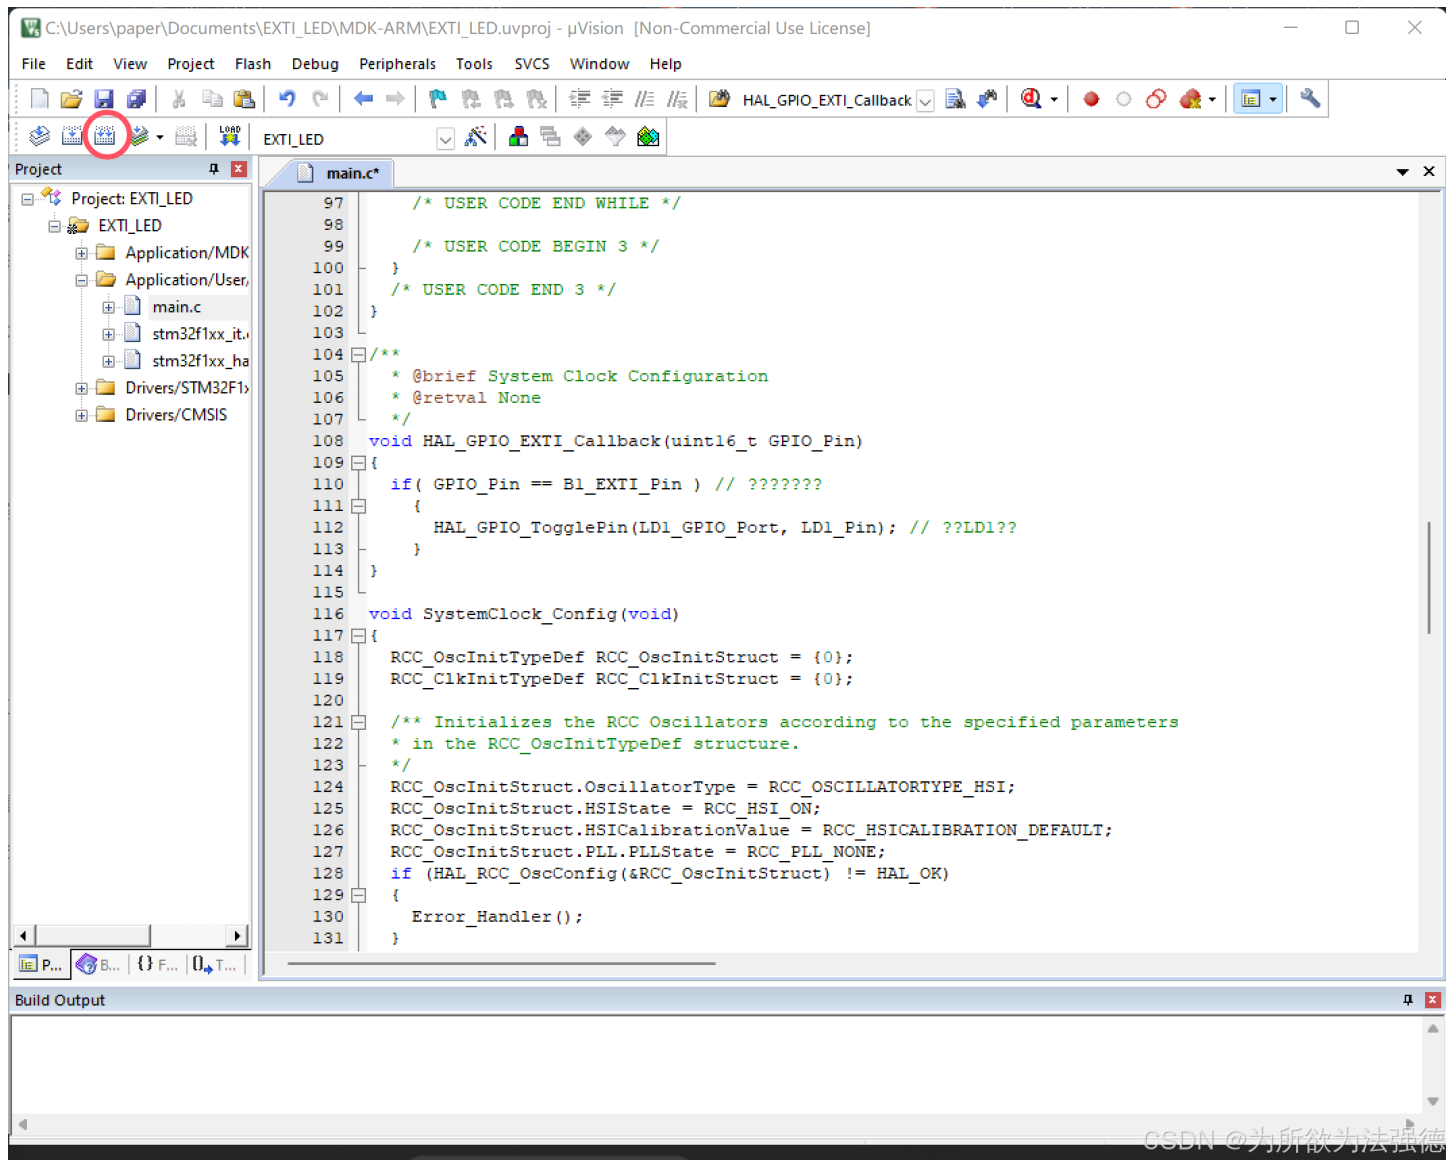 C:\Users\paper\Documents\EXTI_LED\MDK-ARM\EXTI_LED.uvproj - µVision  [Non-Commercial Use License]
File Edit View Project Flash Debug Peripherals Tools SVCS Window Help
HAL_GPIO_EXTI_Callback
LOAD EXTI_LED
Project
main.c*
Project: EXTI_LED
EXTI_LED
Application/MDK
Application/User/
main.c
stm32f1xx_it.
stm32f1xx_ha
Drivers/STM32F1x
Drivers/CMSIS
P... B... {} F... T...
97 /* USER CODE END WHILE */
98
99 /* USER CODE BEGIN 3 */
100 }
101 /* USER CODE END 3 */
102 }
103
104 /**
105 * @brief System Clock Configuration
106 * @retval None
107 */
108 void HAL_GPIO_EXTI_Callback(uint16_t GPIO_Pin)
109 {
110 if( GPIO_Pin == B1_EXTI_Pin ) // ???????
111 {
112 HAL_GPIO_TogglePin(LD1_GPIO_Port, LD1_Pin); // ??LD1??
113 }
114 }
115
116 void SystemClock_Config(void)
117 {
118 RCC_OscInitTypeDef RCC_OscInitStruct = {0};
119 RCC_ClkInitTypeDef RCC_ClkInitStruct = {0};
120
121 /** Initializes the RCC Oscillators according to the specified parameters
122 * in the RCC_OscInitTypeDef structure.
123 */
124 RCC_OscInitStruct.OscillatorType = RCC_OSCILLATORTYPE_HSI;
125 RCC_OscInitStruct.HSIState = RCC_HSI_ON;
126 RCC_OscInitStruct.HSICalibrationValue = RCC_HSICALIBRATION_DEFAULT;
127 RCC_OscInitStruct.PLL.PLLState = RCC_PLL_NONE;
128 if (HAL_RCC_OscConfig(&RCC_OscInitStruct) != HAL_OK)
129 {
130 Error_Handler();
131 }
Build Output
CSDN @为所欲为法强德